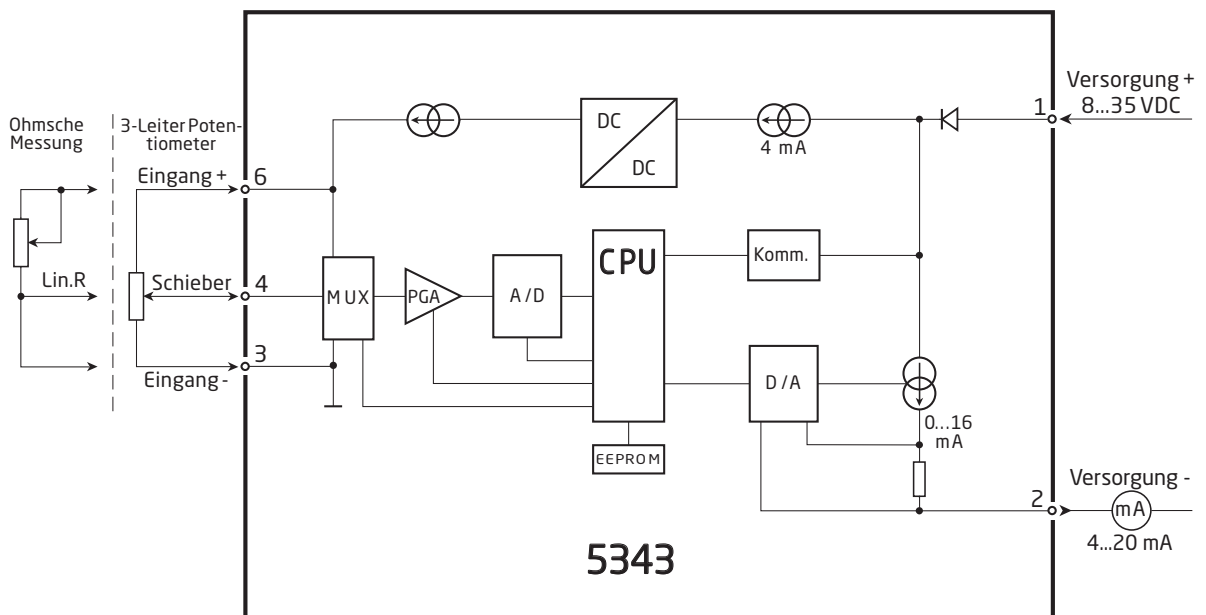 Ohmsche
Messung
3-Leiter Poten-
tiometer
Eingang +
6
Lin.R
Schieber
4
3
Eingang -
MUX
PGA
A/D
CPU
EEPROM
DC
DC
4 mA
Komm.
D/A
0...16
mA
1
Versorgung +
8...35 VDC
2
Versorgung -
mA
4...20 mA
5343